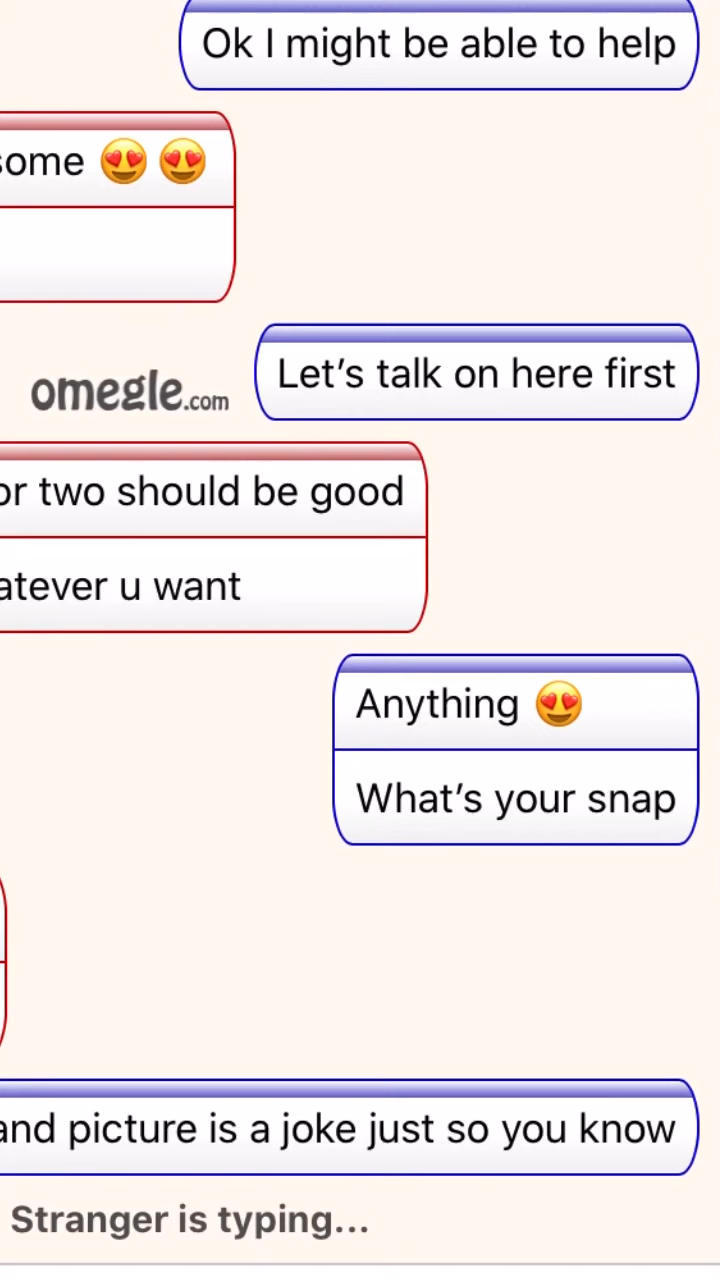 Ok I might be able to help
some 😍 😍
Let’s talk on here first
omegle.com
or two should be good
atever u want
Anything 😍
What’s your snap
and picture is a joke just so you know
Stranger is typing...